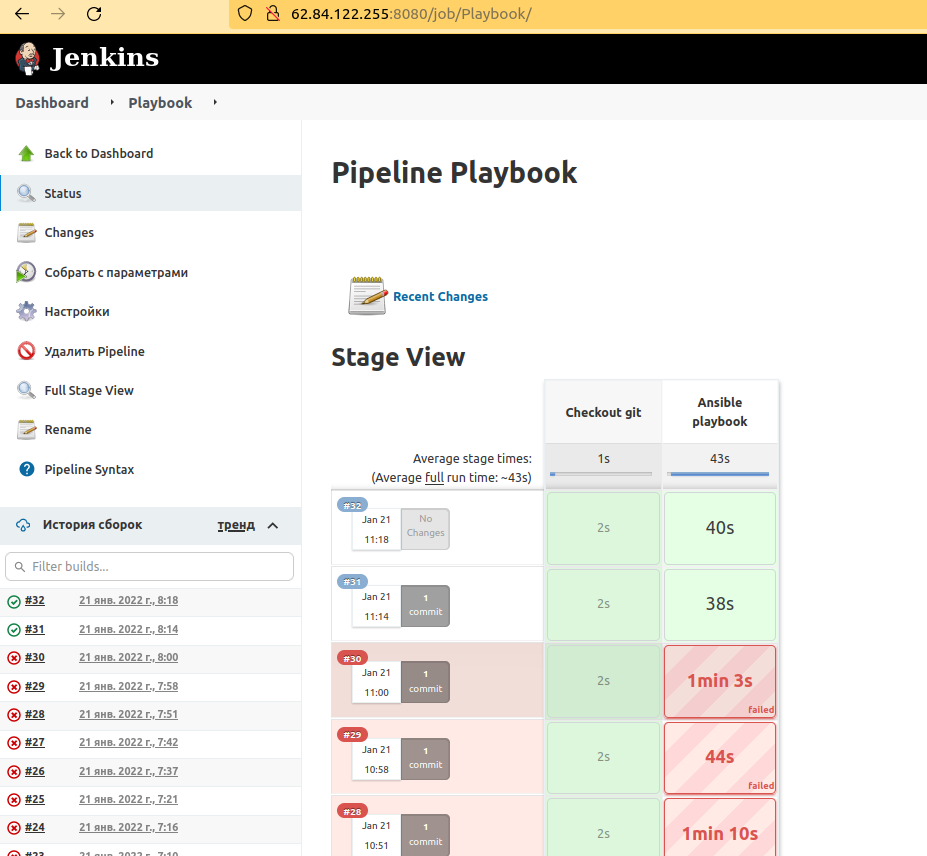 62.84.122.255:8080/job/Playbook/
Jenkins
Dashboard
Playbook
Back to Dashboard
Status
Changes
Собрать с параметрами
Настройки
Удалить Pipeline
Full Stage View
Rename
Pipeline Syntax
История сборок
тренд
Filter builds...
#32 21 янв. 2022 г., 8:18
#31 21 янв. 2022 г., 8:14
#30 21 янв. 2022 г., 8:00
#29 21 янв. 2022 г., 7:58
#28 21 янв. 2022 г., 7:51
#27 21 янв. 2022 г., 7:42
#26 21 янв. 2022 г., 7:37
#25 21 янв. 2022 г., 7:21
#24 21 янв. 2022 г., 7:16
#23 21 янв. 2022 г., 7:10
Pipeline Playbook
Recent Changes
Stage View
Checkout git
Ansible
playbook
Average stage times:
(Average full run time: ~43s)
1s
43s
#32
Jan 21
11:18
No
Changes
2s
40s
#31
Jan 21
11:14
1
commit
2s
38s
#30
Jan 21
11:00
1
commit
2s
1min 3s
failed
#29
Jan 21
10:58
1
commit
2s
44s
failed
#28
Jan 21
10:51
1
commit
2s
1min 10s